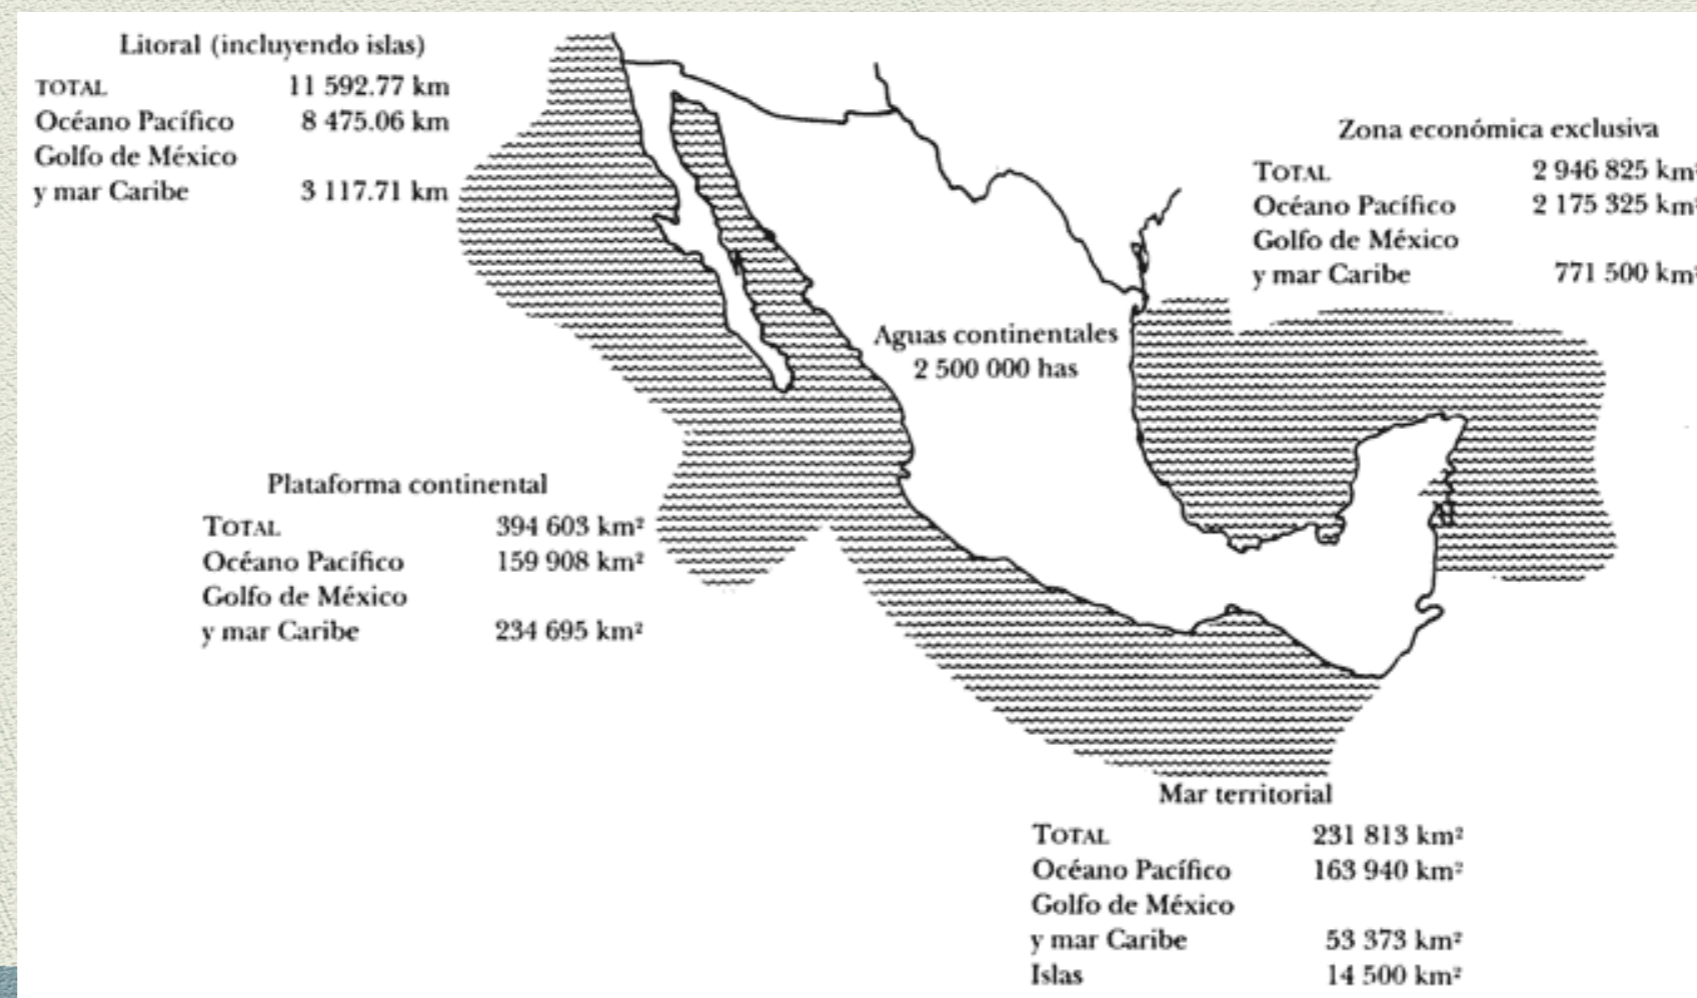 Litoral (incluyendo islas)
TOTAL 11 592.77 km
Océano Pacífico 8 475.06 km
Golfo de México
y mar Caribe 3 117.71 km
Zona económica exclusiva
TOTAL 2 946 825 km²
Océano Pacífico 2 175 325 km²
Golfo de México
y mar Caribe 771 500 km²
Aguas continentales
2 500 000 has
Plataforma continental
TOTAL 394 603 km²
Océano Pacífico 159 908 km²
Golfo de México
y mar Caribe 234 695 km²
Mar territorial
TOTAL 231 813 km²
Océano Pacífico 163 940 km²
Golfo de México
y mar Caribe 53 373 km²
Islas 14 500 km²